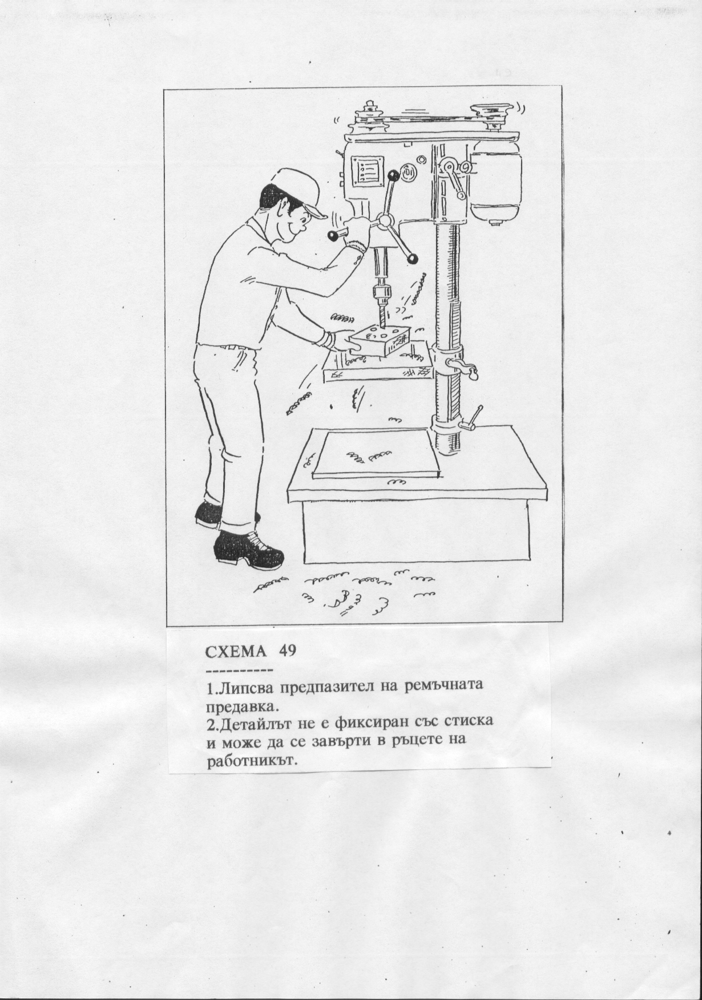 СХЕМА 49
----------
1.Липсва предпазител на ремъчната
предавка.
2.Детайлът не е фиксиран със стиска
и може да се завърти в ръцете на
работникът.